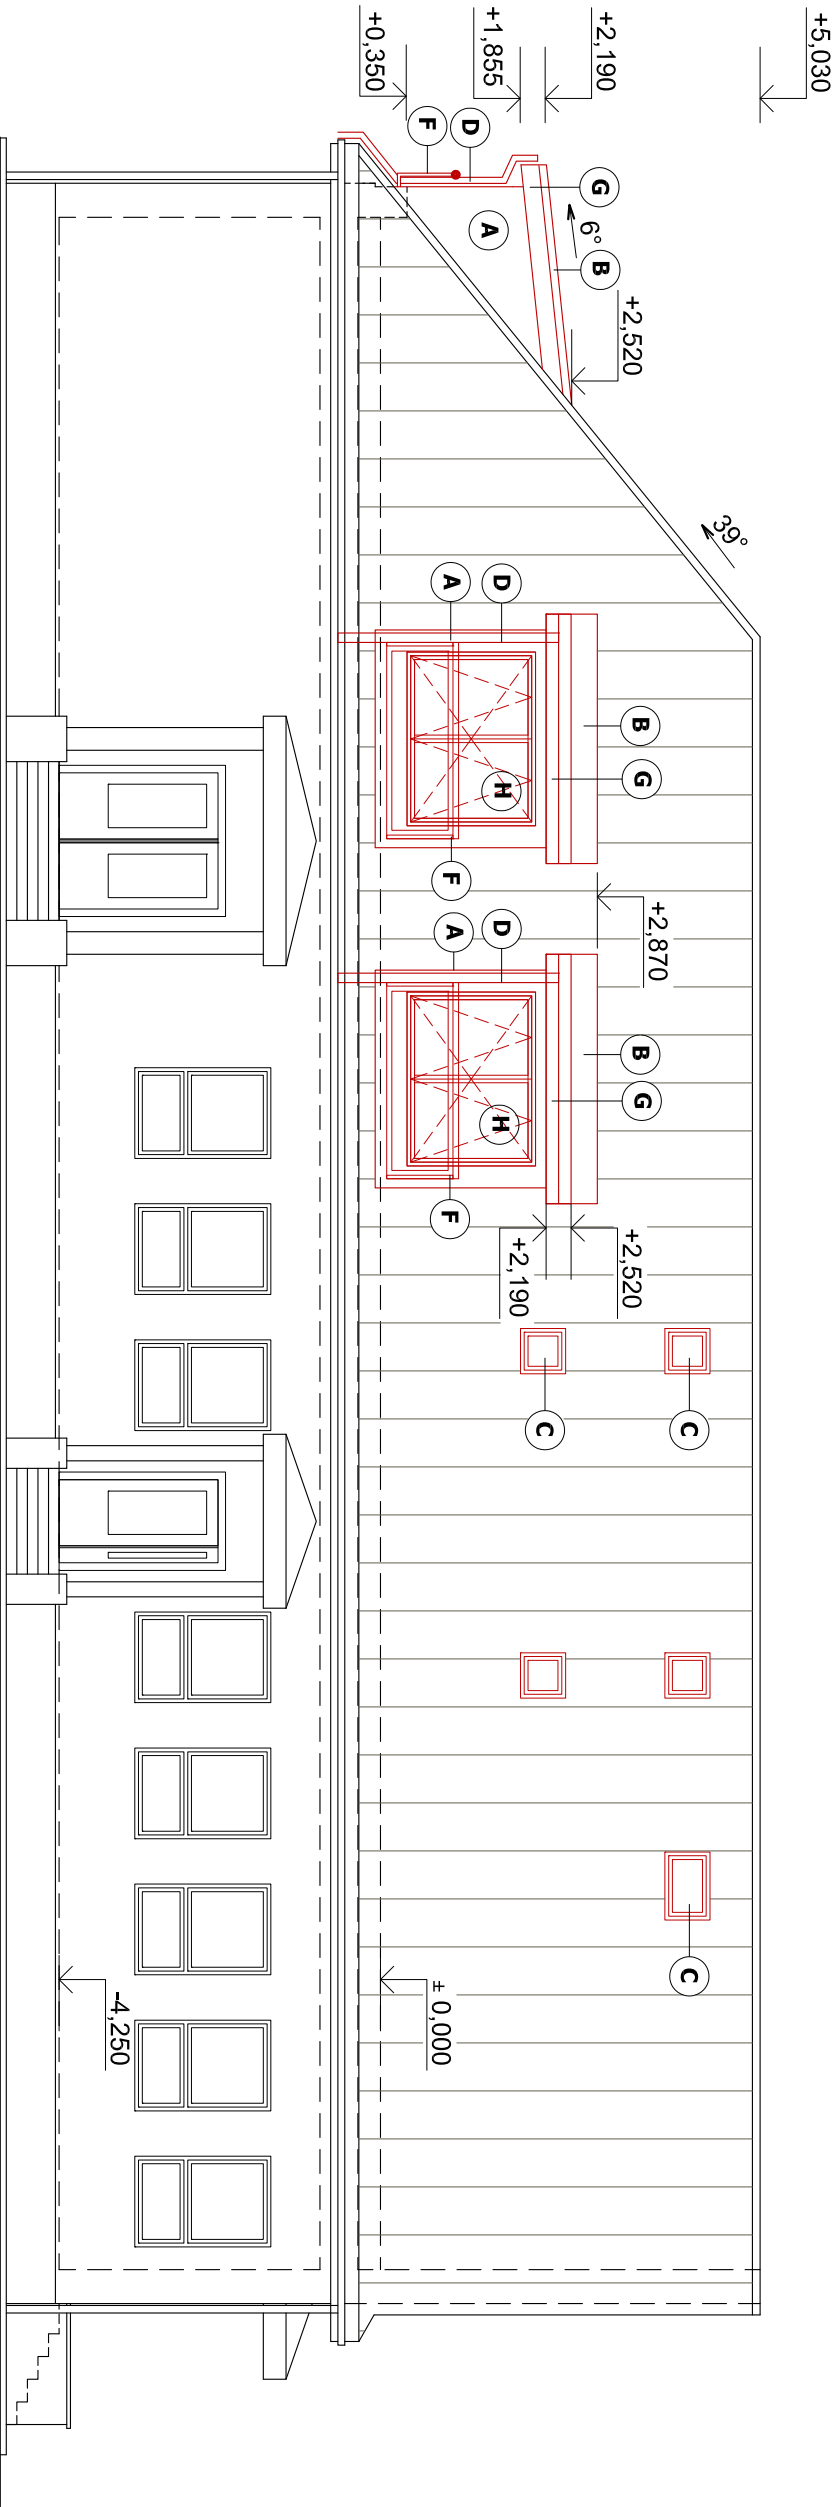 +5,030
+2,190
+1,855
+0,350
F
D
G
A
6°
B
+2,520
39°
A
D
B
G
H
F
+2,870
A
D
B
G
H
F
+2,520
+2,190
C
C
C
± 0,000
-4,250